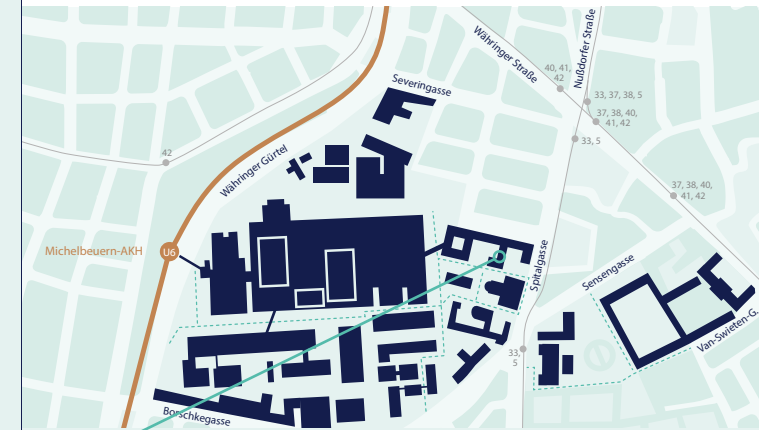 Währinger Straße
Nußdorfer Straße
40, 41,
42
Severingasse
33, 37, 38, 5
37, 38, 40,
41, 42
33, 5
42
Währinger Gürtel
37, 38, 40,
41, 42
Michelbeuern-AKH
U6
Spitalgasse
Sensengasse
Van-Swieten-G.
33,
5
Borschkegasse